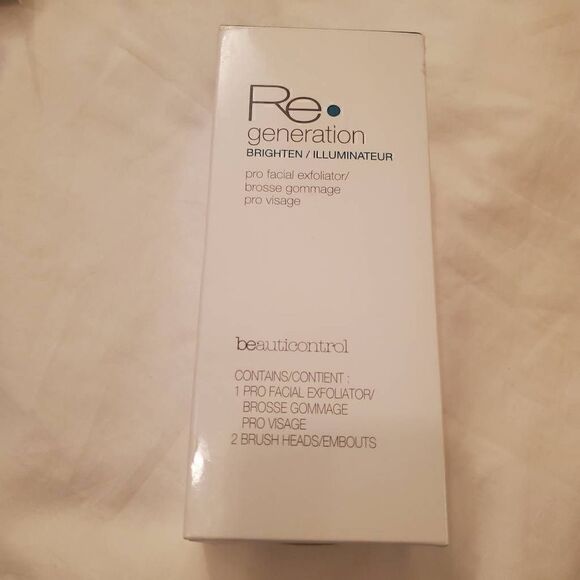 Re•
generation
BRIGHTEN / ILLUMINATEUR
pro facial exfoliator/
brosse gommage
pro visage
beauticontrol
CONTAINS/CONTIENT :
1 PRO FACIAL EXFOLIATOR/
BROSSE GOMMAGE
PRO VISAGE
2 BRUSH HEADS/EMBOUTS